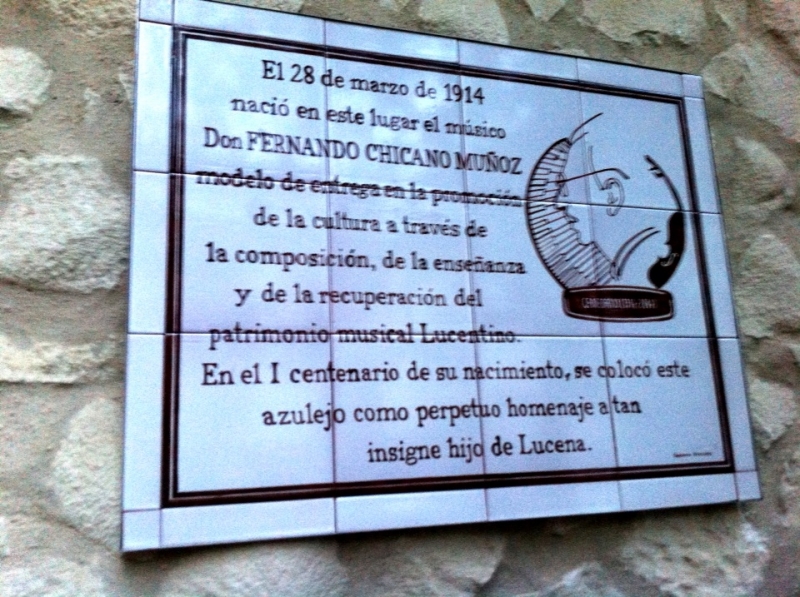 El 28 de marzo de 1914
nació en este lugar el músico
Don FERNANDO CHICANO MUÑOZ
modelo de entrega en la promoción
de la cultura a través de
la composición, de la enseñanza
y de la recuperación del
patrimonio musical Lucentino.
En el I centenario de su nacimiento, se colocó este
azulejo como perpetuo homenaje a tan
insigne hijo de Lucena.